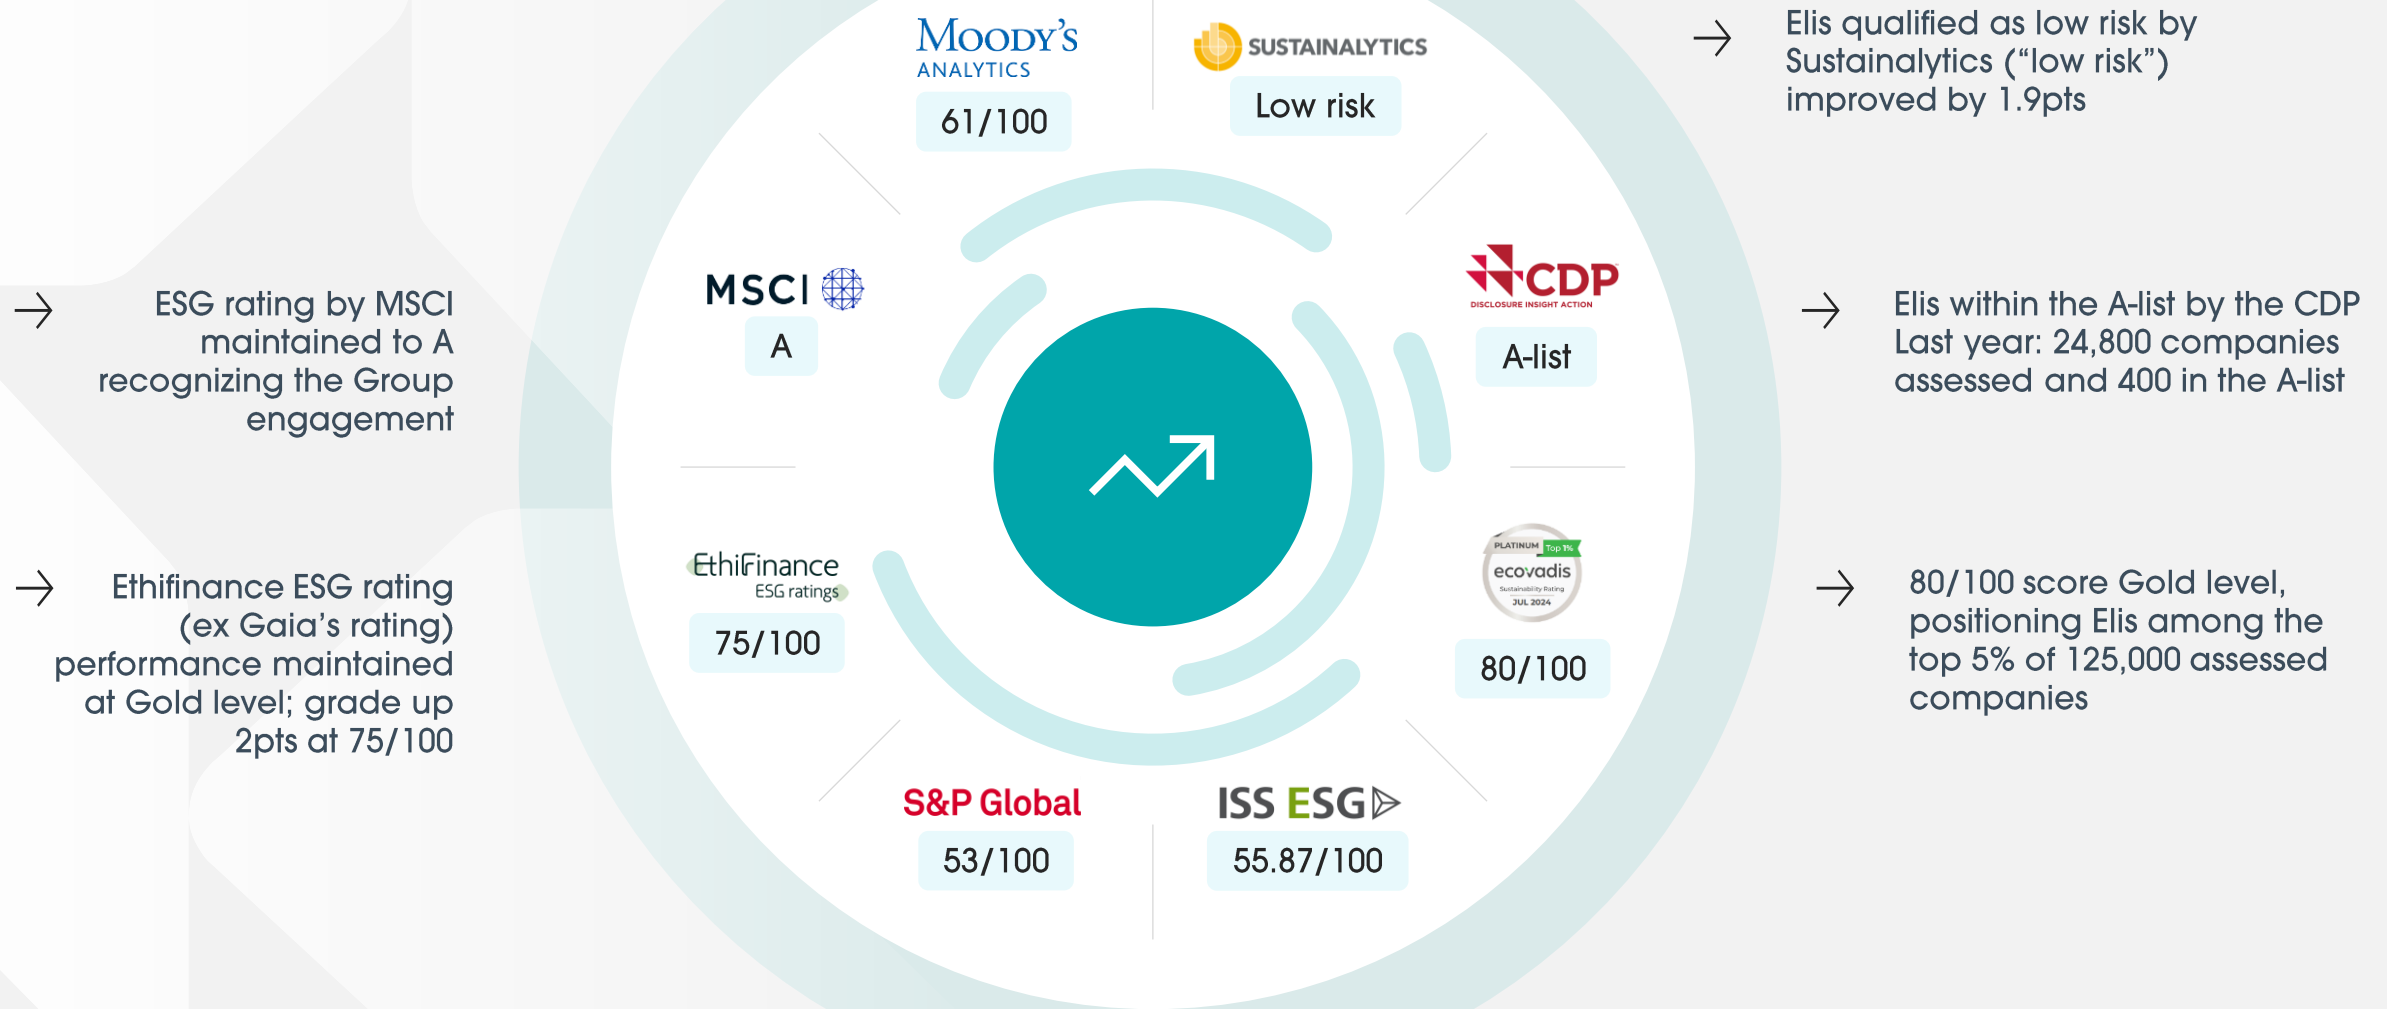 MOODY'S
ANALYTICS
61/100
SUSTAINALYTICS
Low risk
Elis qualified as low risk by
Sustainalytics (“low risk”)
improved by 1.9pts
ESG rating by MSCI
maintained to A
recognizing the Group
engagement
MSCI
A
CDP
DISCLOSURE INSIGHT ACTION
A-list
Elis within the A-list by the CDP
Last year: 24,800 companies
assessed and 400 in the A-list
Ethifinance ESG rating
(ex Gaia’s rating)
performance maintained
at Gold level; grade up
2pts at 75/100
EthiFinance
ESG ratings
75/100
PLATINUM Top 1%
ecovadis
Sustainability Rating
JUL 2024
80/100
80/100 score Gold level,
positioning Elis among the
top 5% of 125,000 assessed
companies
S&P Global
53/100
ISS ESG
55.87/100